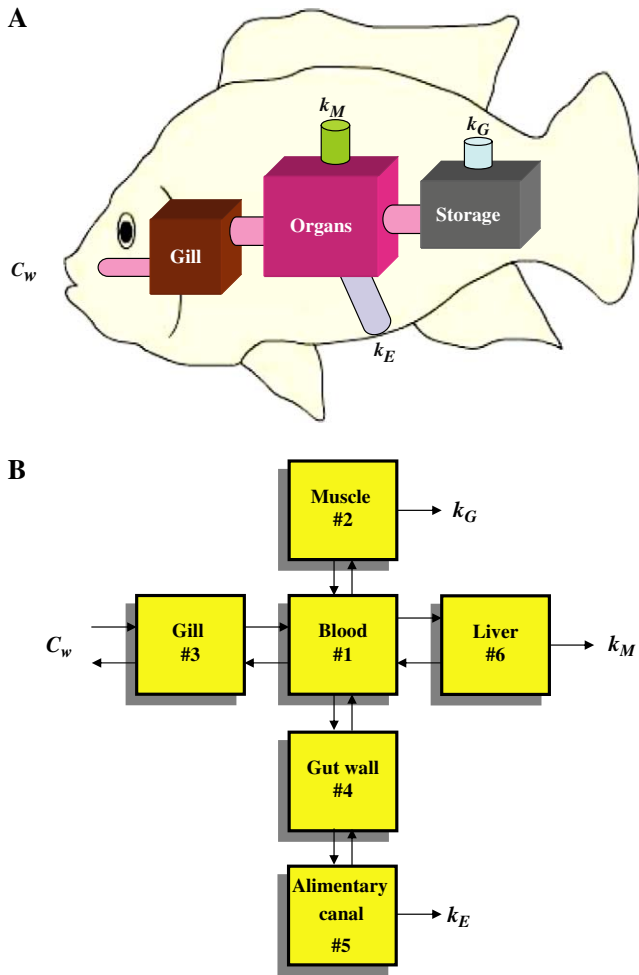 A
k_M
k_G
Organs
Storage
Gill
C_w
k_E
B
Muscle
#2
k_G
Gill
#3
Blood
#1
Liver
#6
C_w
k_M
Gut wall
#4
Alimentary
canal
#5
k_E